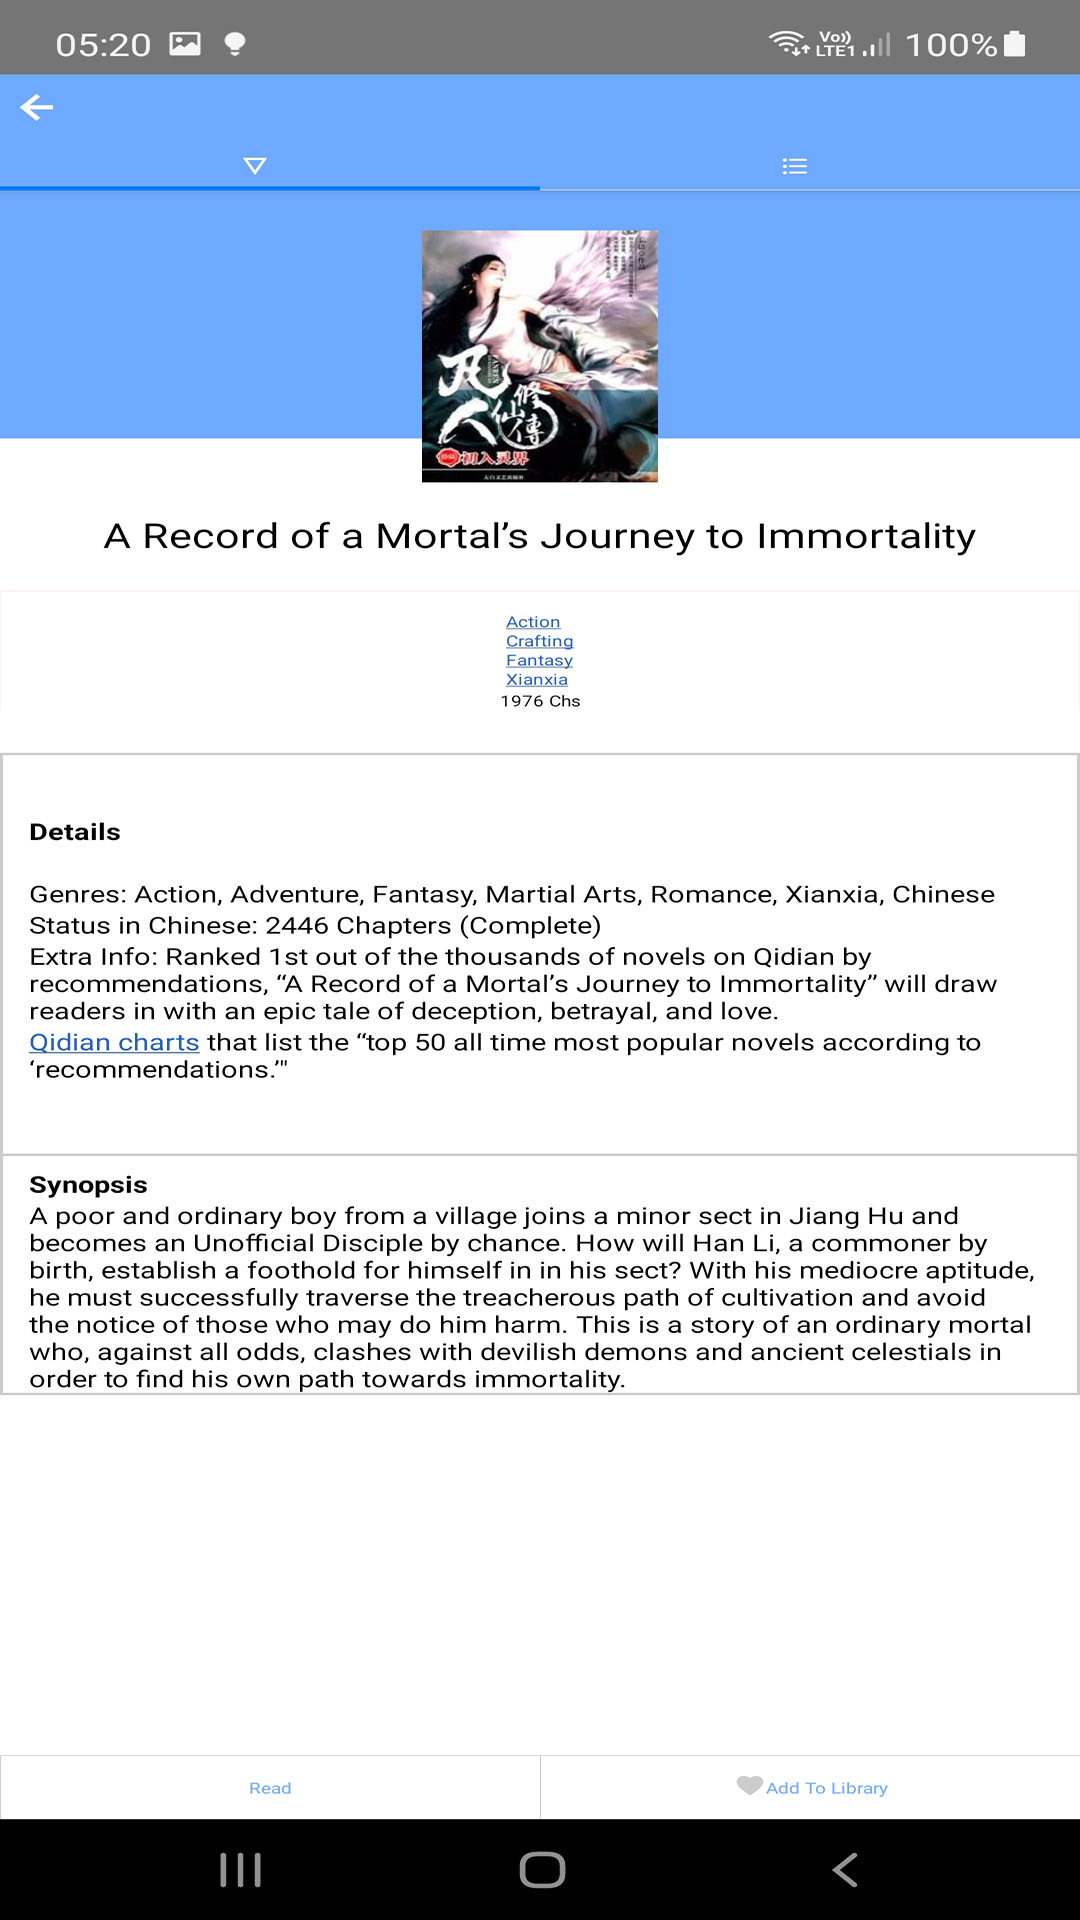 05:20
Vo))
LTE1
100%
凡人
修仙傳
初入灵界
A Record of a Mortal’s Journey to Immortality
Action
Crafting
Fantasy
Xianxia
1976 Chs
Details
Genres: Action, Adventure, Fantasy, Martial Arts, Romance, Xianxia, Chinese
Status in Chinese: 2446 Chapters (Complete)
Extra Info: Ranked 1st out of the thousands of novels on Qidian by
recommendations, “A Record of a Mortal’s Journey to Immortality” will draw
readers in with an epic tale of deception, betrayal, and love.
Qidian charts that list the “top 50 all time most popular novels according to
‘recommendations.’"
Synopsis
A poor and ordinary boy from a village joins a minor sect in Jiang Hu and
becomes an Unofficial Disciple by chance. How will Han Li, a commoner by
birth, establish a foothold for himself in in his sect? With his mediocre aptitude,
he must successfully traverse the treacherous path of cultivation and avoid
the notice of those who may do him harm. This is a story of an ordinary mortal
who, against all odds, clashes with devilish demons and ancient celestials in
order to find his own path towards immortality.
Read
Add To Library